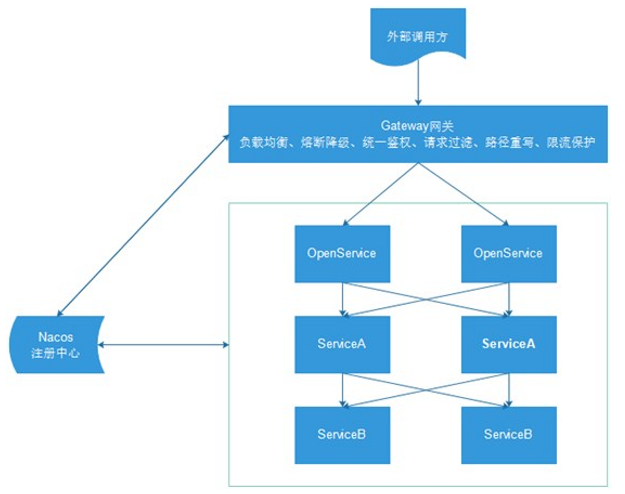 外部调用方
Gateway网关
负载均衡、熔断降级、统一鉴权、请求过滤、路径重写、限流保护
OpenService
OpenService
Nacos
注册中心
ServiceA
ServiceA
ServiceB
ServiceB